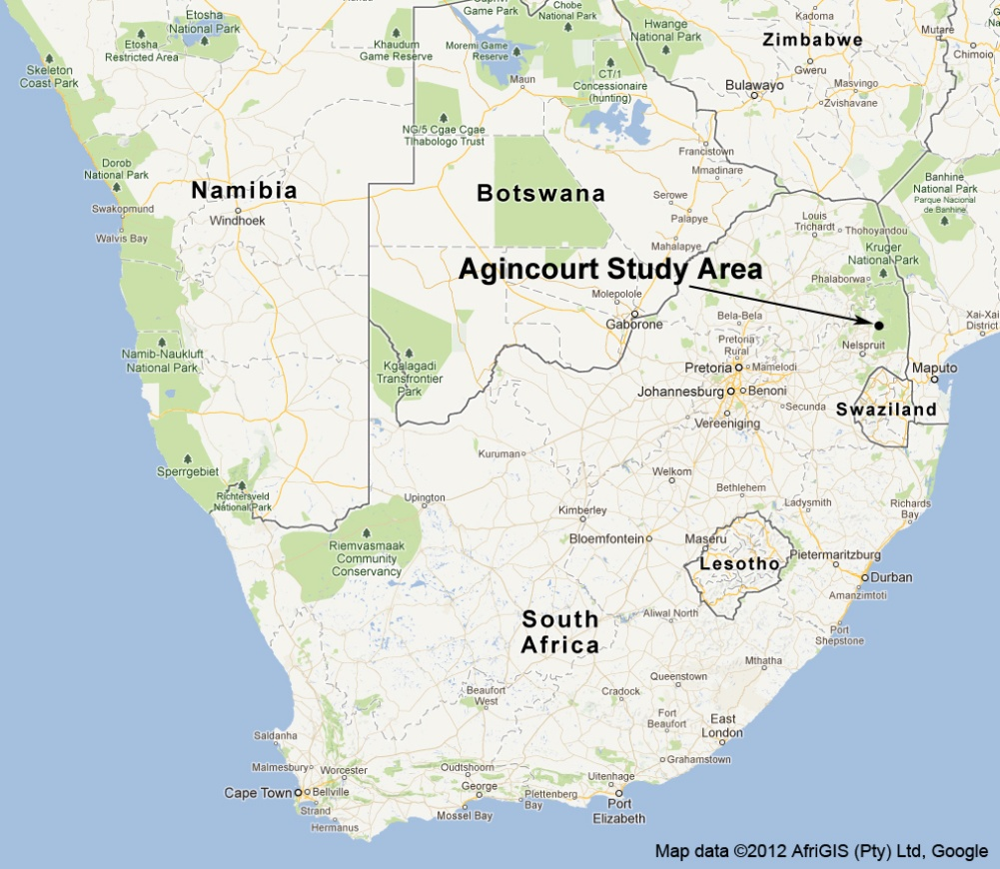 Etosha
National Park
Etosha
Restricted Area
Skeleton
Coast Park
Khaudum
Game Reserve
Game Park
Moremi Game
Reserve
Maun
Chobe
National Park
Hwange
National Park
CT/1
Concessionaire
(hunting)
Kadoma
Zimbabwe
Gweru
Bulawayo
Masvingo
Zvishavane
Mutare
Chimoio
NG/5 Cgae Cgae
Tlhabologo Trust
Francistown
Mmadinare
Dorob
National Park
Namibia
Windhoek
Swakopmund
Walvis Bay
Botswana
Serowe
Palapye
Mahalapye
Banhine
National Park
Parque Nacional
de Banhine
Louis
Trichardt
Thohoyandou
Kruger
National Park
Phalaborwa
Agincourt Study Area
Molepolole
Gaborone
Bela-Bela
Xai-Xai
District
Nelspruit
Namib-Naukluft
National Park
Kgalagadi
Transfrontier
Park
Pretoria
Rural
Pretoria
Mamelodi
Maputo
Johannesburg
Benoni
Secunda
Swaziland
Vereeniging
Kuruman
Sperrgebiet
Richtersveld
National Park
Upington
Welkom
Bethlehem
Kimberley
Ladysmith
Richards
Bay
Riemvasmaak
Community
Conservancy
Bloemfontein
Maseru
Lesotho
Pietermaritzburg
Durban
Amanzimtoti
South
Africa
Aliwal North
Port
Shepstone
Mthatha
Queenstown
Beaufort
West
Cradock
Fort
Beaufort
East
London
Grahamstown
Saldanha
Malmesbury
Worcester
Cape Town
Bellville
Strand
Hermanus
Oudtshoorn
George
Mossel Bay
Plettenberg
Bay
Uitenhage
Port
Elizabeth
Map data ©2012 AfriGIS (Pty) Ltd, Google